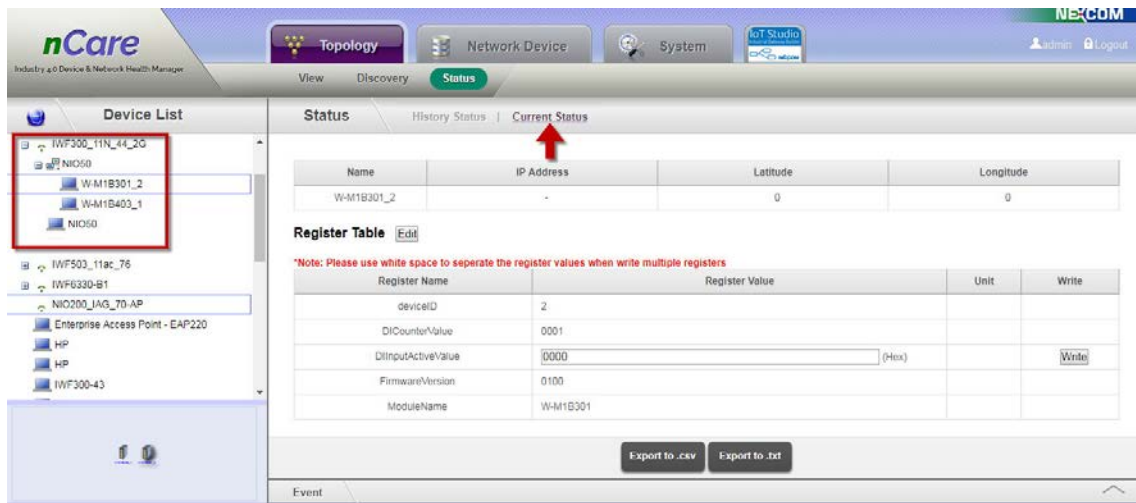 NEXCOM
nCare
Industry 4.0 Device & Network Health Manager
Topology
Network Device
System
IoT Studio
admin Logout
View Discovery Status
Device List
IWF300_11N_44_2G
NIO50
W-M1B301_2
W-M1B403_1
NIO50
IWF503_11ac_76
IWF6330-B1
NIO200_IAG_70-AP
Enterprise Access Point - EAP220
HP
HP
IWF300-43
Status History Status | Current Status
Name IP Address Latitude Longitude
W-M1B301_2 - 0 0
Register Table Edit
*Note: Please use white space to seperate the register values when write multiple registers
Register Name Register Value Unit Write
deviceID 2
DICounterValue 0001
DIInputActiveValue 0000 (Hex) Write
FirmwareVersion 0100
ModuleName W-M1B301
Export to .csv Export to .txt
Event